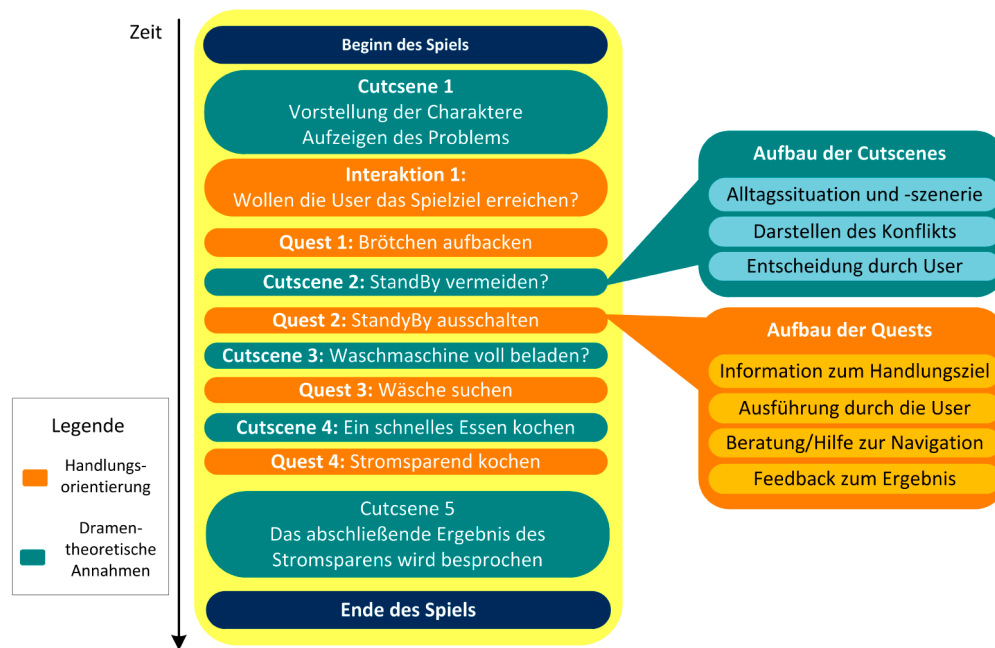 Zeit
Beginn des Spiels
Cutcsene 1
Vorstellung der Charaktere
Aufzeigen des Problems
Interaktion 1:
Wollen die User das Spielziel erreichen?
Quest 1: Brötchen aufbacken
Cutscene 2: StandBy vermeiden?
Quest 2: StandyBy ausschalten
Cutscene 3: Waschmaschine voll beladen?
Quest 3: Wäsche suchen
Cutscene 4: Ein schnelles Essen kochen
Quest 4: Stromsparend kochen
Cutcsene 5
Das abschließende Ergebnis des
Stromsparens wird besprochen
Ende des Spiels
Aufbau der Cutscenes
Alltagssituation und -szenerie
Darstellen des Konflikts
Entscheidung durch User
Aufbau der Quests
Information zum Handlungsziel
Ausführung durch die User
Beratung/Hilfe zur Navigation
Feedback zum Ergebnis
Legende
Handlungs-
orientierung
Dramen-
theoretische
Annahmen